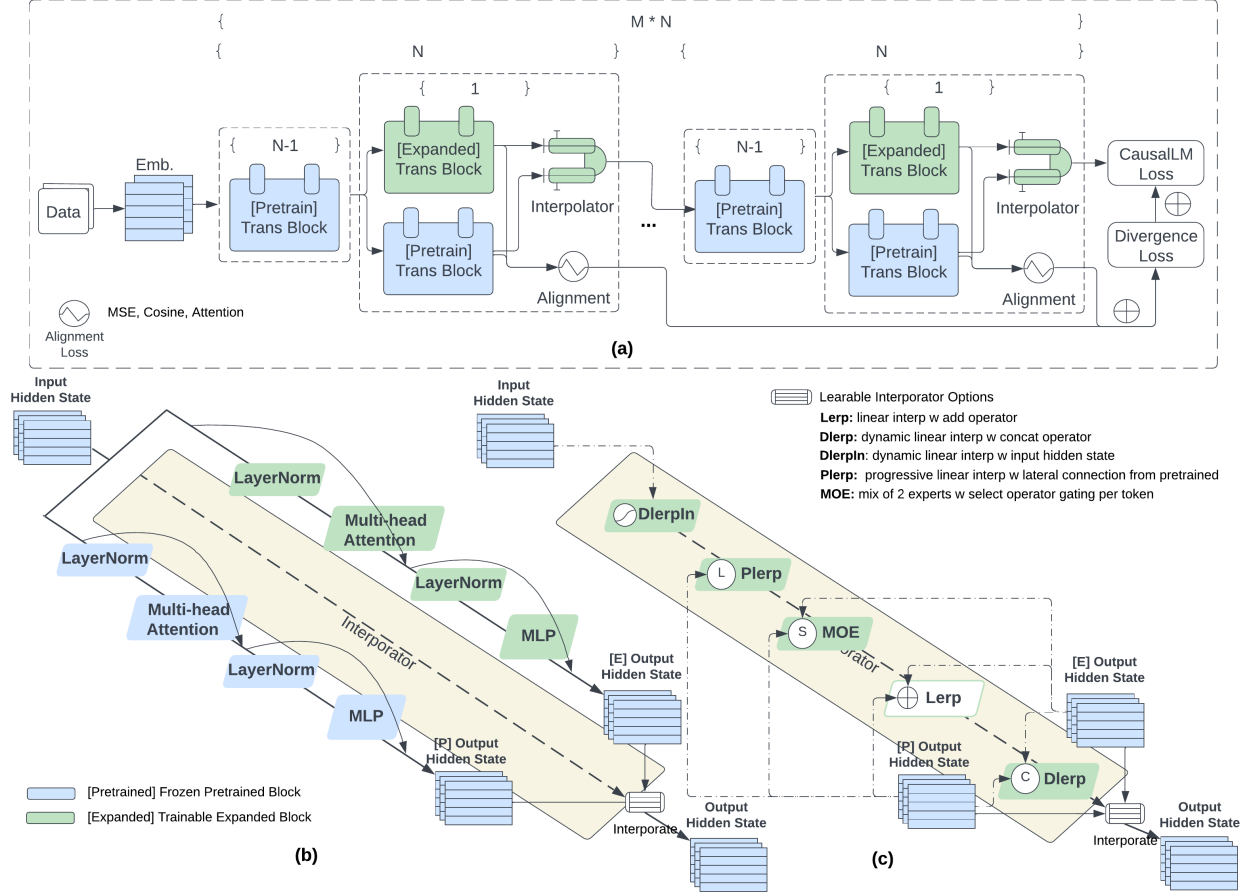 { M * N }
{ N } { N }
{ 1 } { 1 }
{ N-1 } { N-1 }
[Expanded]
Trans Block
[Expanded]
Trans Block
Emb.
Data
[Pretrain]
Trans Block
Interpolator
[Pretrain]
Trans Block
...
[Pretrain]
Trans Block
Interpolator
[Pretrain]
Trans Block
CausalLM
Loss
Divergence
Loss
Alignment
Alignment
MSE, Cosine, Attention
Alignment
Loss
(a)
Input
Hidden State
LayerNorm
Multi-head
Attention
LayerNorm
MLP
LayerNorm
Multi-head
Attention
LayerNorm
MLP
Interporator
[E] Output
Hidden State
[P] Output
Hidden State
Interporate
Output
Hidden State
[Pretrained] Frozen Pretrained Block
[Expanded] Trainable Expanded Block
(b)
Input
Hidden State
Learable Interporator Options
Lerp: linear interp w add operator
Dlerp: dynamic linear interp w concat operator
DlerpIn: dynamic linear interp w input hidden state
Plerp: progressive linear interp w lateral connection from pretrained
MOE: mix of 2 experts w select operator gating per token
DlerpIn
L Plerp
S MOE
orator
Lerp
C Dlerp
[E] Output
Hidden State
[P] Output
Hidden State
Interporate
Output
Hidden State
(c)